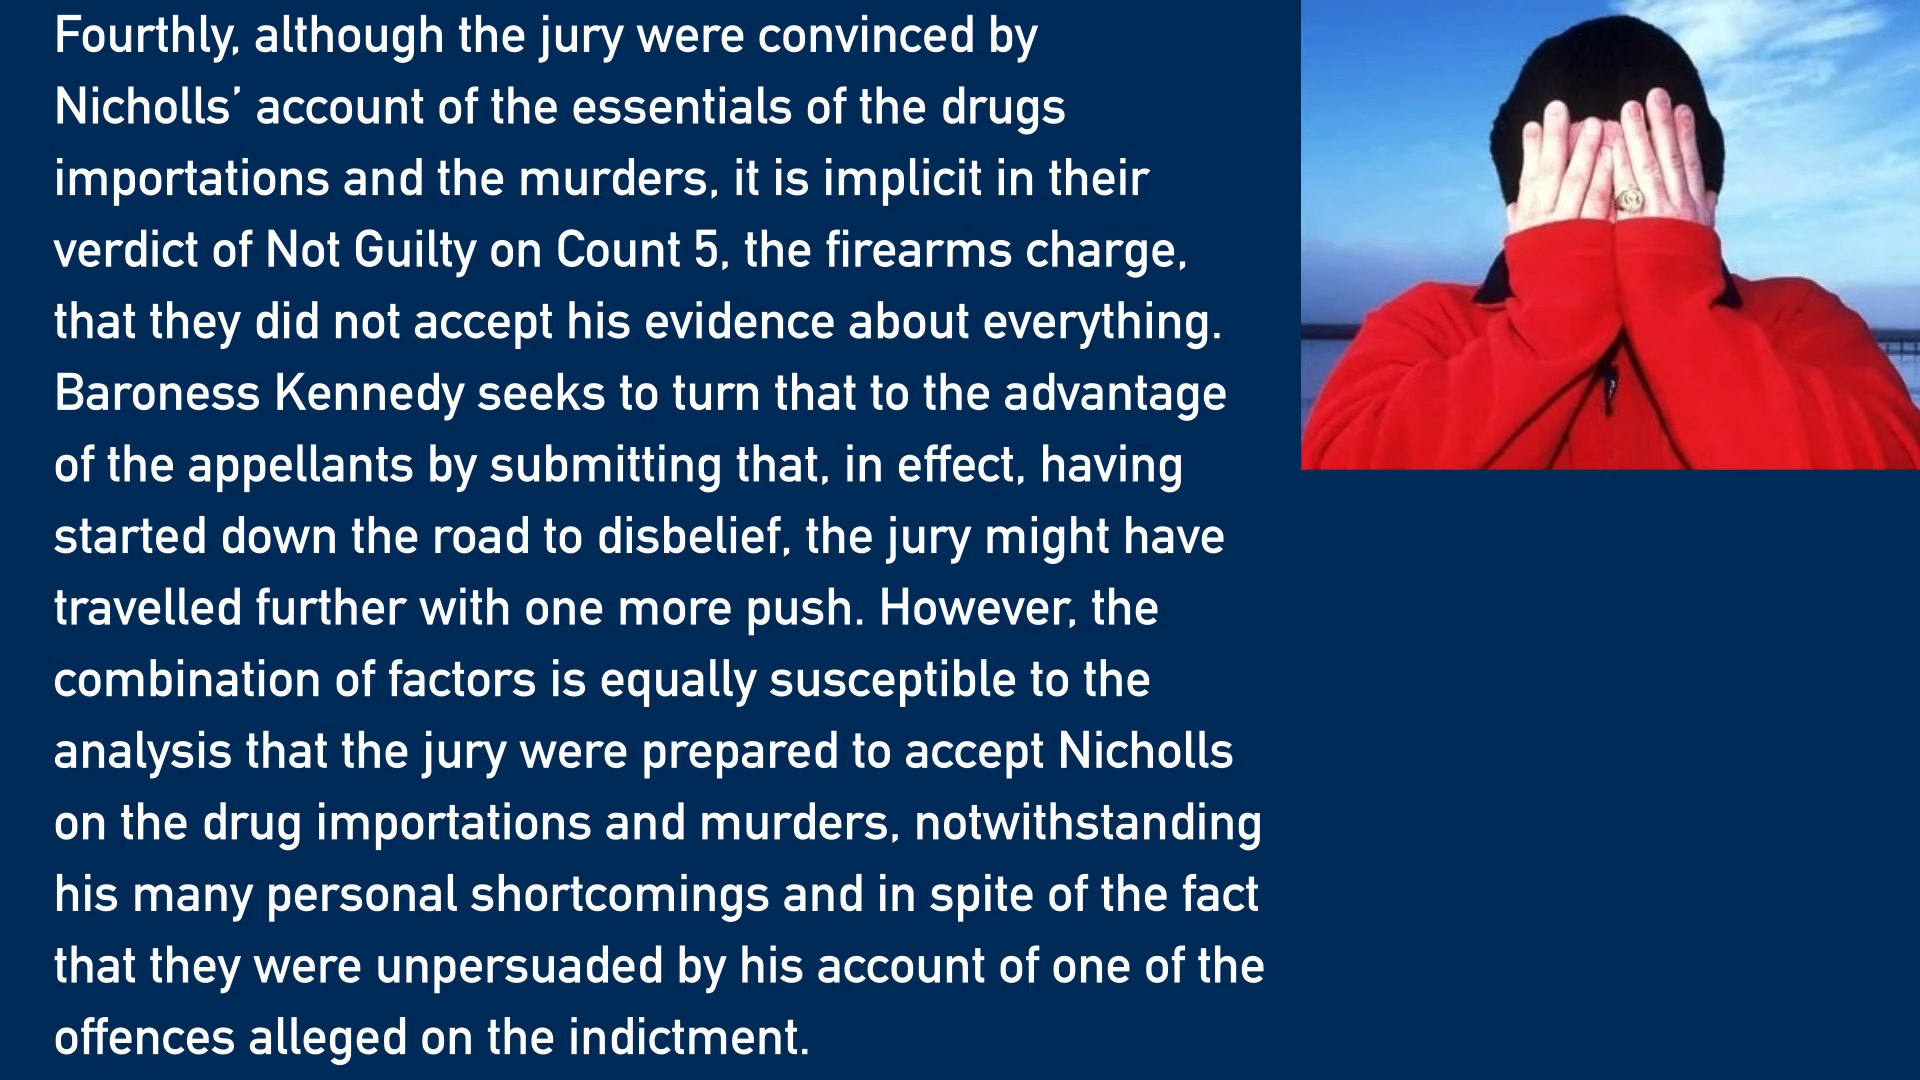 Fourthly, although the jury were convinced by
Nicholls’ account of the essentials of the drugs
importations and the murders, it is implicit in their
verdict of Not Guilty on Count 5, the firearms charge,
that they did not accept his evidence about everything.
Baroness Kennedy seeks to turn that to the advantage
of the appellants by submitting that, in effect, having
started down the road to disbelief, the jury might have
travelled further with one more push. However, the
combination of factors is equally susceptible to the
analysis that the jury were prepared to accept Nicholls
on the drug importations and murders, notwithstanding
his many personal shortcomings and in spite of the fact
that they were unpersuaded by his account of one of the
offences alleged on the indictment.